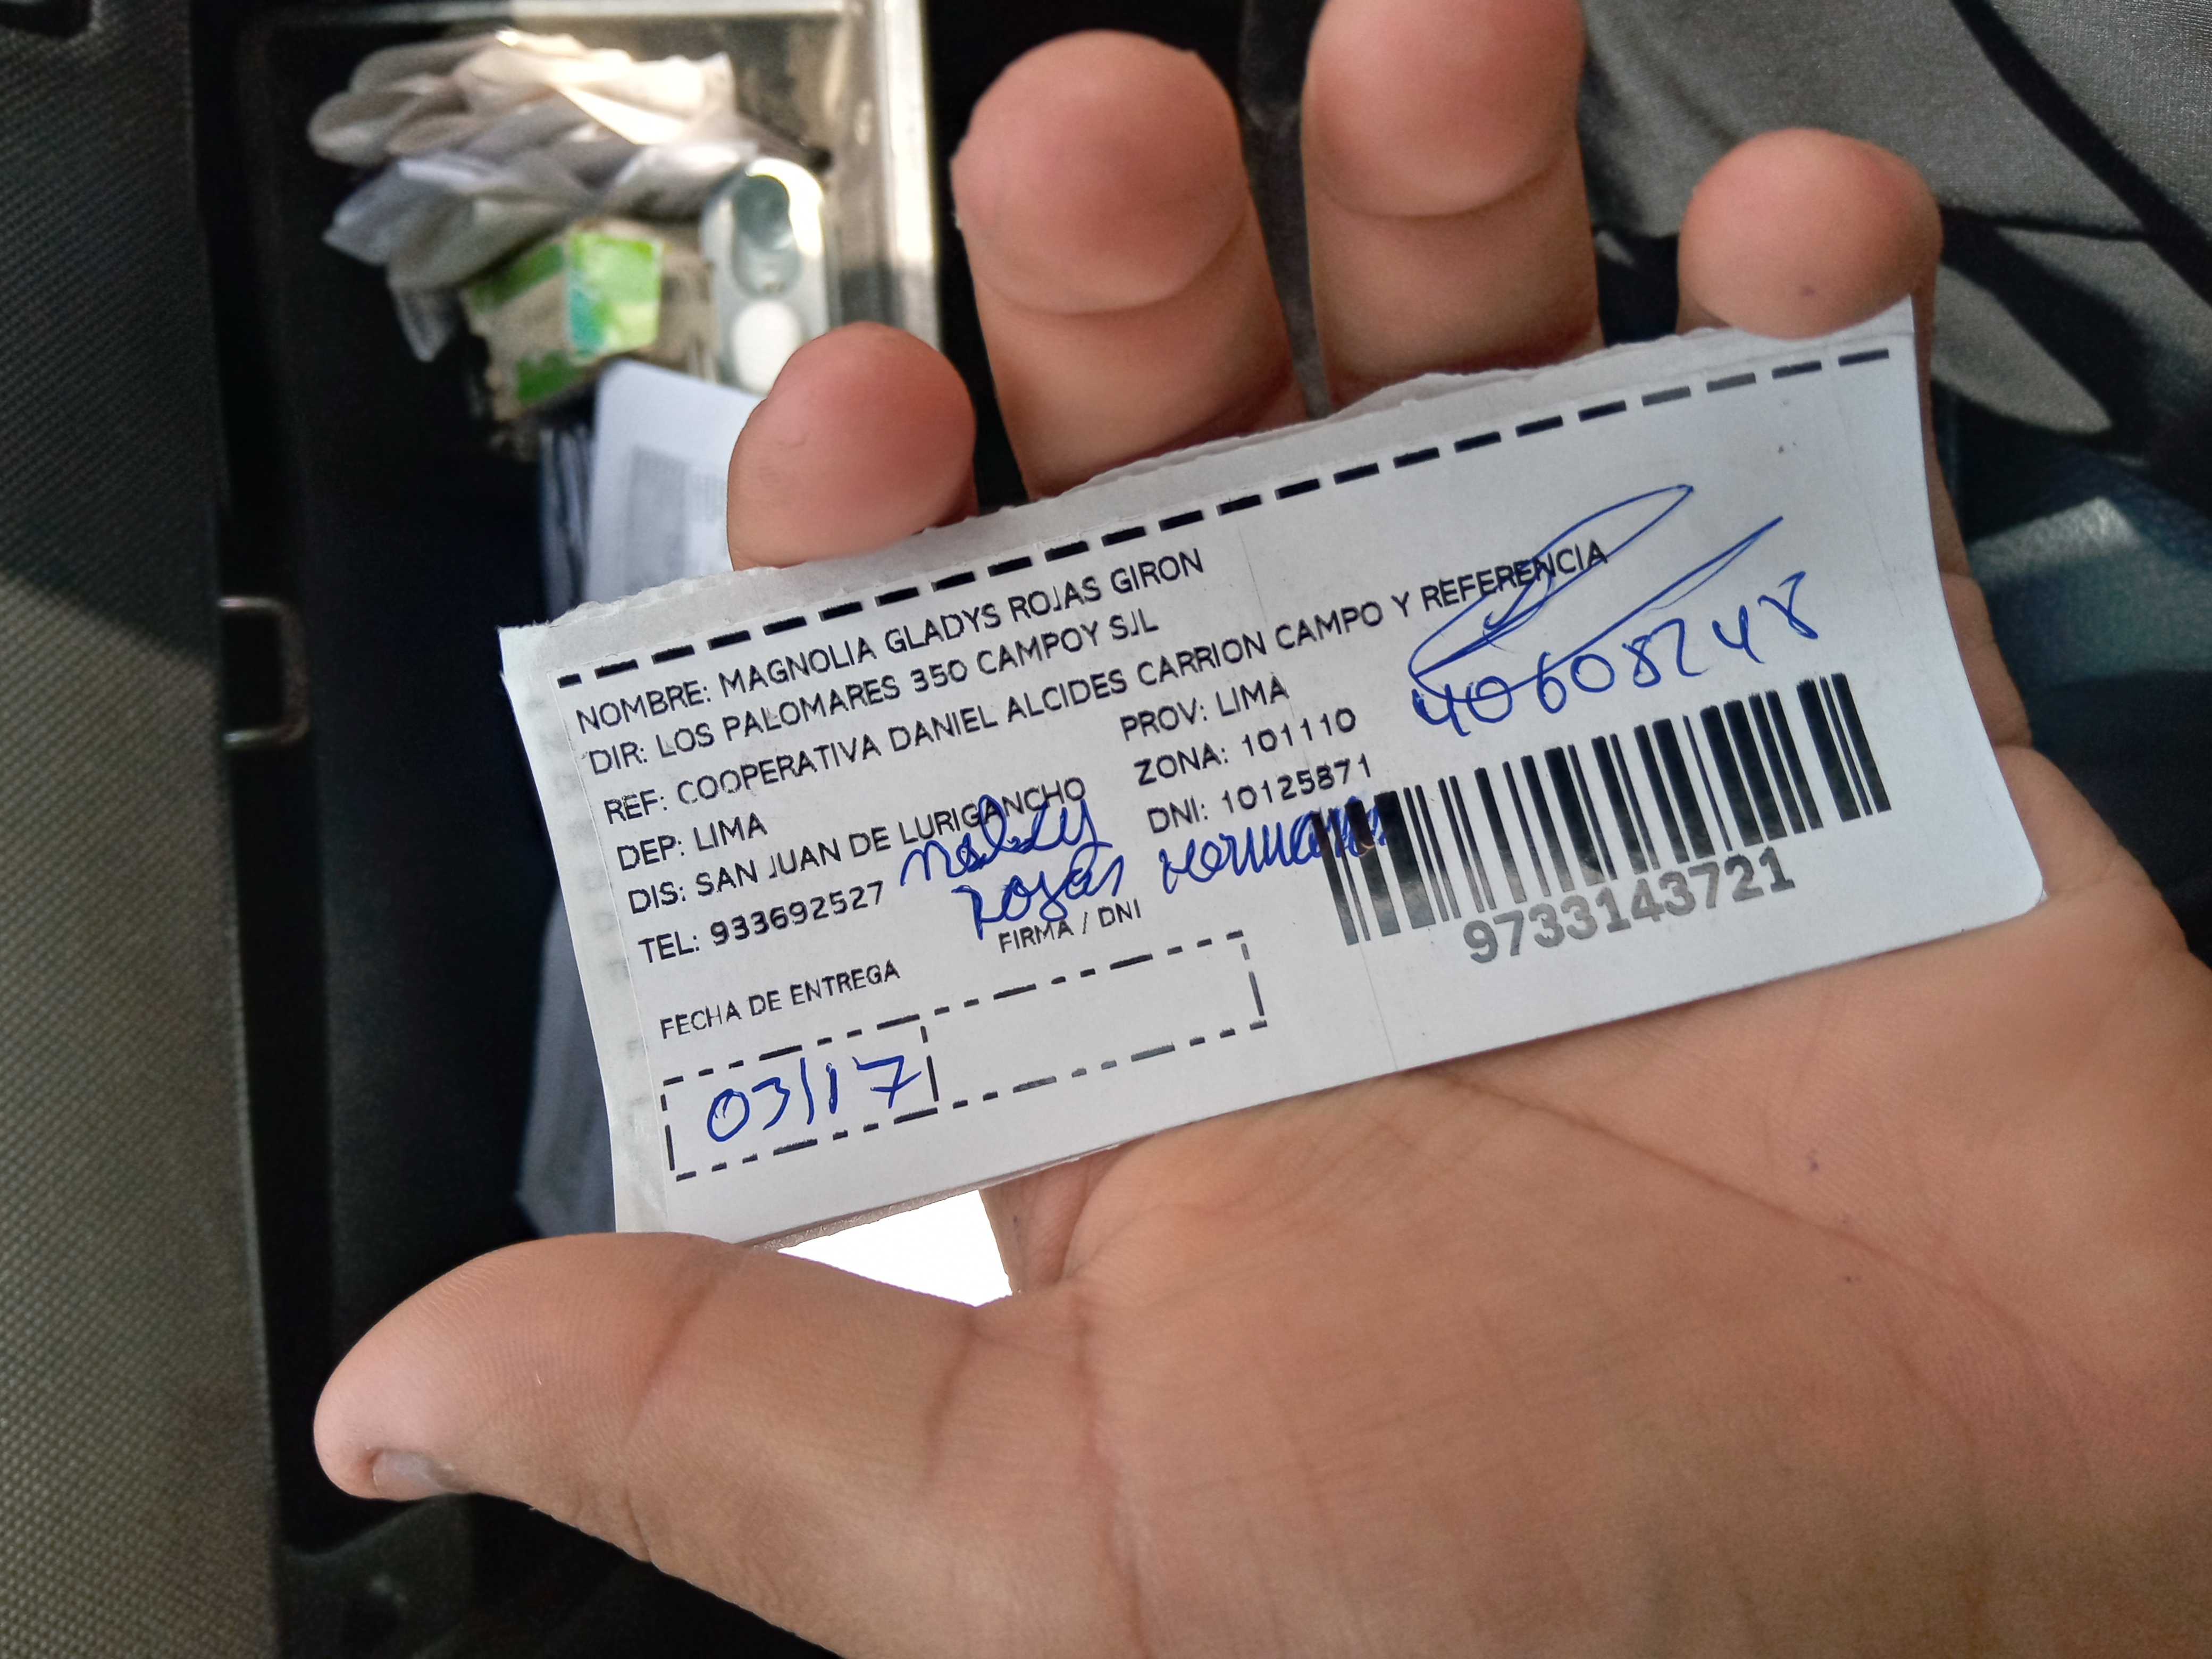 NOMBRE: MAGNOLIA GLADYS ROJAS GIRON
DIR: LOS PALOMARES 350 CAMPOY SJL
REF: COOPERATIVA DANIEL ALCIDES CARRION CAMPO Y REFERENCIA
DEP: LIMA PROV: LIMA
40608248
DIS: SAN JUAN DE LURIGANCHO ZONA: 101110
TEL: 933692527 DNI: 10125871
Rojas Hermana
FECHA DE ENTREGA FIRMA / DNI
9733143721
03/17